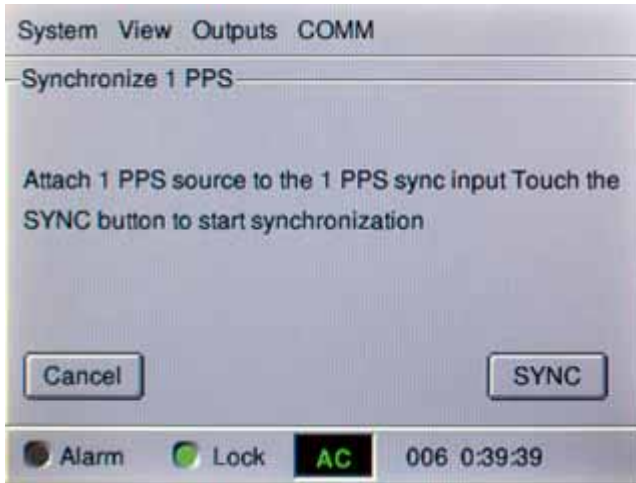 System View Outputs COMM
Synchronize 1 PPS
Attach 1 PPS source to the 1 PPS sync input Touch the
SYNC button to start synchronization
Cancel SYNC
Alarm Lock AC 006 0:39:39